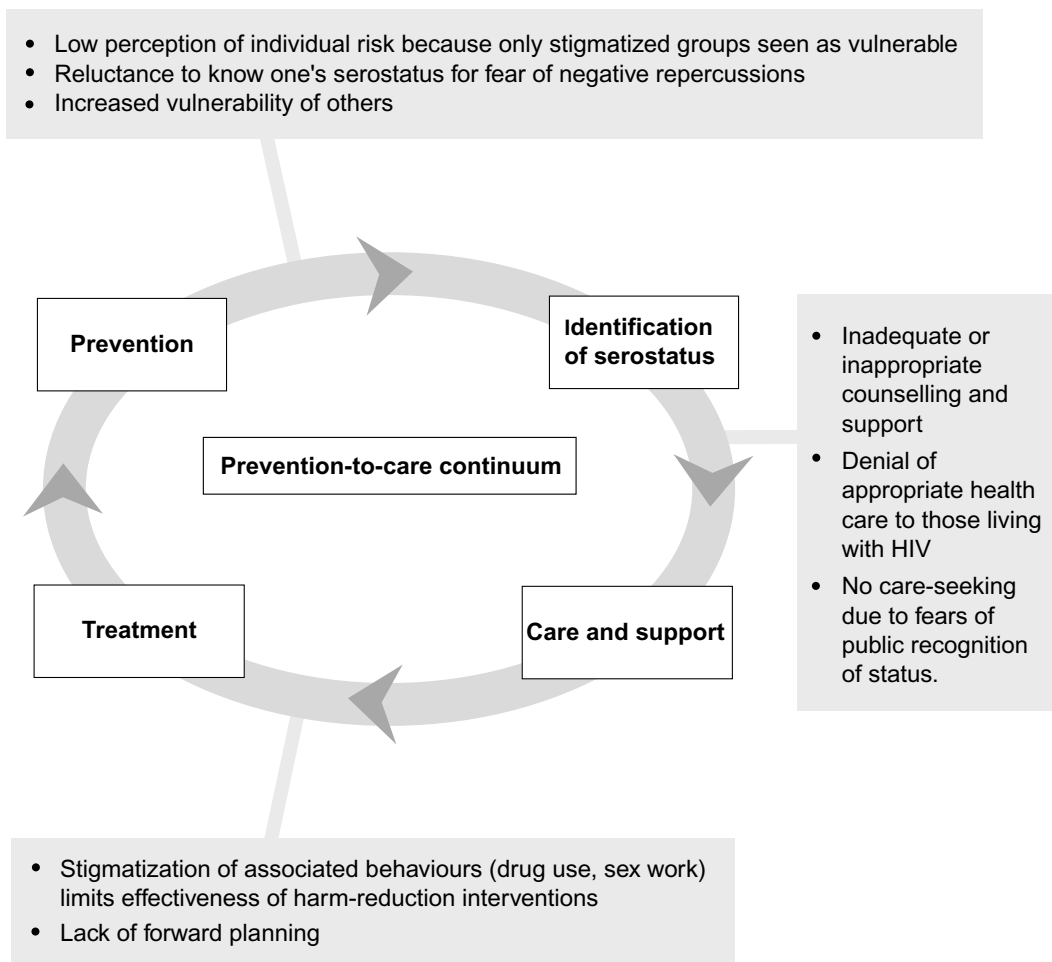 • Low perception of individual risk because only stigmatized groups seen as vulnerable
• Reluctance to know one's serostatus for fear of negative repercussions
• Increased vulnerability of others
Prevention
Identification
of serostatus
Prevention-to-care continuum
• Inadequate or
inappropriate
counselling and
support
• Denial of
appropriate health
care to those living
with HIV
• No care-seeking
due to fears of
public recognition
of status.
Treatment
Care and support
• Stigmatization of associated behaviours (drug use, sex work)
limits effectiveness of harm-reduction interventions
• Lack of forward planning